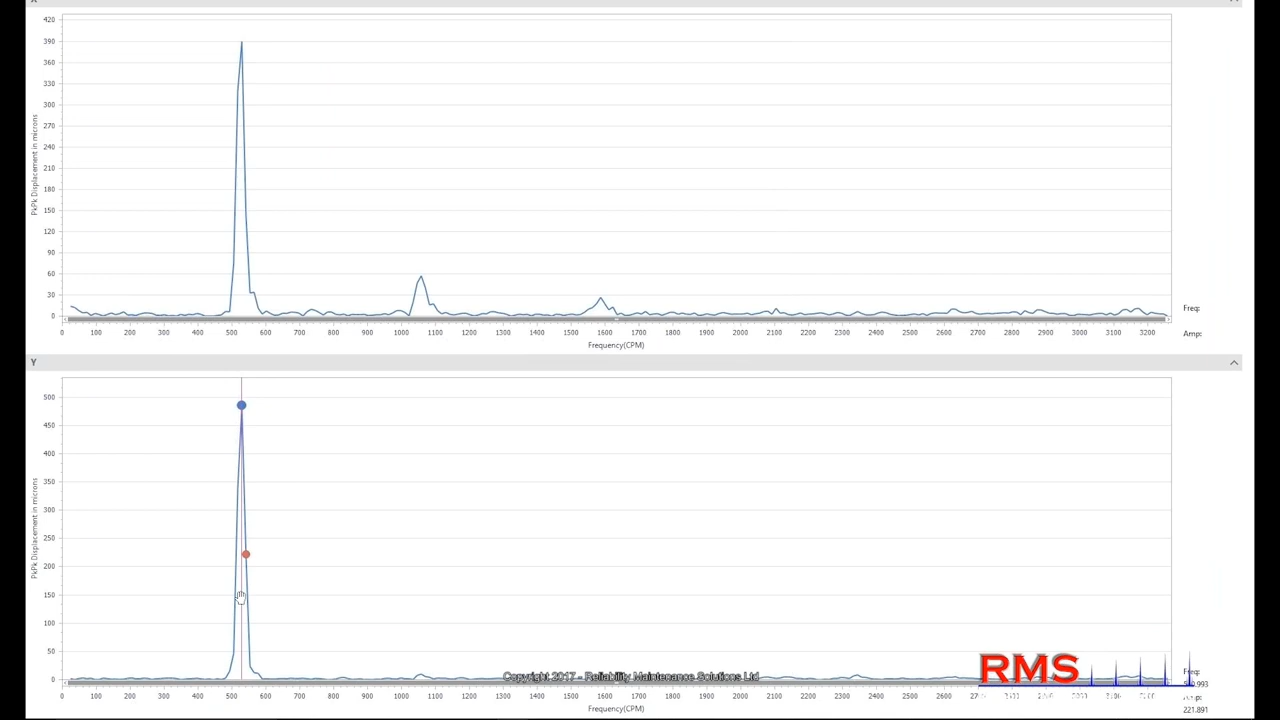 420
390
360
330
300
270
240
210
180
150
120
90
60
30
0
PkPk Displacement in microns
0 100 200 300 400 500 600 700 800 900 1000 1100 1200 1300 1400 1500 1600 1700 1800 1900 2000 2100 2200 2300 2400 2500 2600 2700 2800 2900 3000 3100 3200
Frequency(CPM)
Freq:
Amp:
Y
500
450
400
350
300
250
200
150
100
50
0
PkPk Displacement in microns
Copyright 2017 - Reliability Maintenance Solutions Ltd
RMS
Freq:
0 100 200 300 400 500 600 700 800 900 1000 1100 1200 1300 1400 1500 1600 1700 1800 1900 2000 2100 2200 2300 2400 2500 2600
Frequency(CPM)
221.891